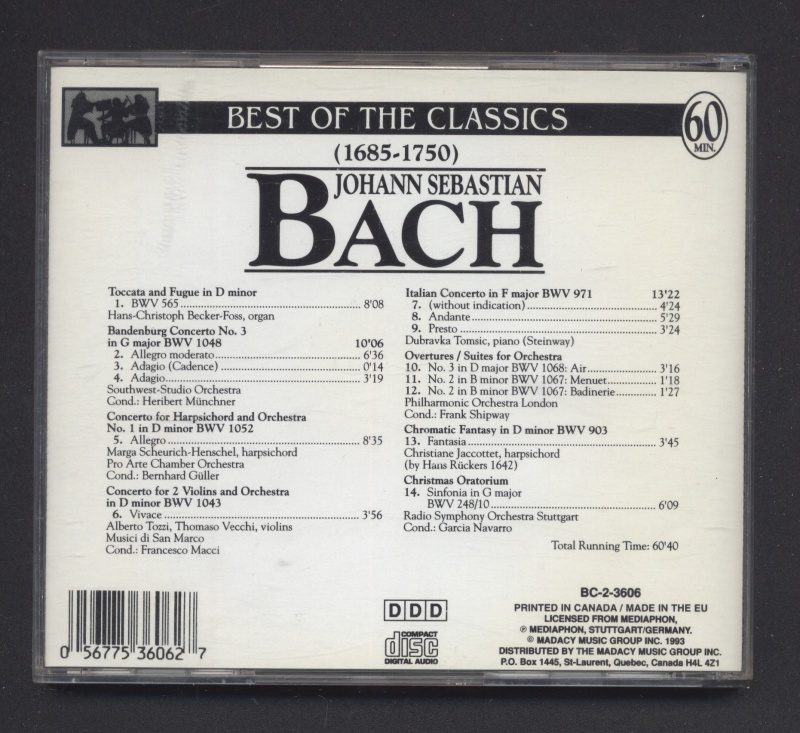 BEST OF THE CLASSICS
60
MIN.
(1685-1750)
JOHANN SEBASTIAN
BACH
Toccata and Fugue in D minor
1. BWV 565 8'08
Hans-Christoph Becker-Foss, organ
Bandenburg Concerto No. 3
in G major BWV 1048 10'06
2. Allegro moderato 6'36
3. Adagio (Cadence) 0'14
4. Adagio 3'19
Southwest-Studio Orchestra
Cond.: Heribert Münchner
Concerto for Harpsichord and Orchestra
No. 1 in D minor BWV 1052
5. Allegro 8'35
Marga Scheurich-Henschel, harpsichord
Pro Arte Chamber Orchestra
Cond.: Bernhard Güller
Concerto for 2 Violins and Orchestra
in D minor BWV 1043
6. Vivace 3'56
Alberto Tozzi, Thomaso Vecchi, violins
Musici di San Marco
Cond.: Francesco Macci
Italian Concerto in F major BWV 971 13'22
7. (without indication) 4'24
8. Andante 5'29
9. Presto 3'24
Dubravka Tomsic, piano (Steinway)
Overtures / Suites for Orchestra
10. No. 3 in D major BWV 1068: Air 3'16
11. No. 2 in B minor BWV 1067: Menuet 1'18
12. No. 2 in B minor BWV 1067: Badinerie 1'27
Philharmonic Orchestra London
Cond.: Frank Shipway
Chromatic Fantasy in D minor BWV 903
13. Fantasia 3'45
Christiane Jaccottet, harpsichord
(by Hans Rückers 1642)
Christmas Oratorium
14. Sinfonia in G major
BWV 248/10 6'09
Radio Symphony Orchestra Stuttgart
Cond.: Garcia Navarro
Total Running Time: 60'40
0 56775 36062 7
DDD
COMPACT
disc
DIGITAL AUDIO
BC-2-3606
PRINTED IN CANADA / MADE IN THE EU
LICENSED FROM MEDIAPHON,
℗ MEDIAPHON, STUTTGART/GERMANY.
© MADACY MUSIC GROUP INC. 1993
DISTRIBUTED BY THE MADACY MUSIC GROUP INC.
P.O. Box 1445, St-Laurent, Quebec, Canada H4L 4Z1